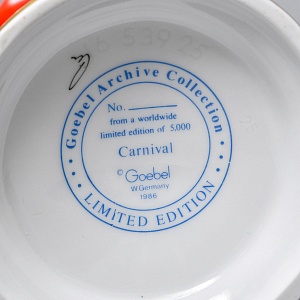 Goebel Archive Collection
No.
from a worldwide
limited edition of 5,000
Carnival
© Goebel
W Germany
1986
LIMITED EDITION